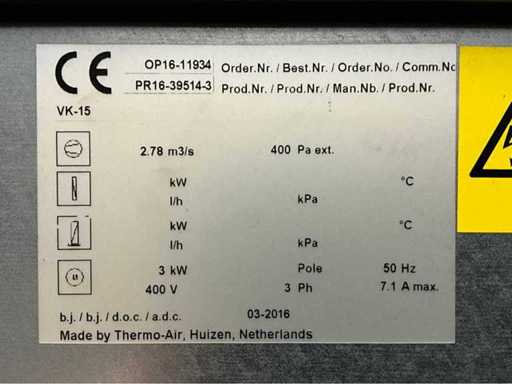 CE OP16-11934 Order.Nr. / Best.Nr. / Order.No. / Comm.No
PR16-39514-3 Prod.Nr. / Prod.Nr. / Man.Nb. / Prod.Nr.
VK-15
2.78 m3/s 400 Pa ext.
kW °C
l/h kPa
kW °C
l/h kPa
3 kW Pole 50 Hz
400 V 3 Ph 7.1 A max.
b.j. / b.j. / d.o.c. / a.d.c. 03-2016
Made by Thermo-Air, Huizen, Netherlands